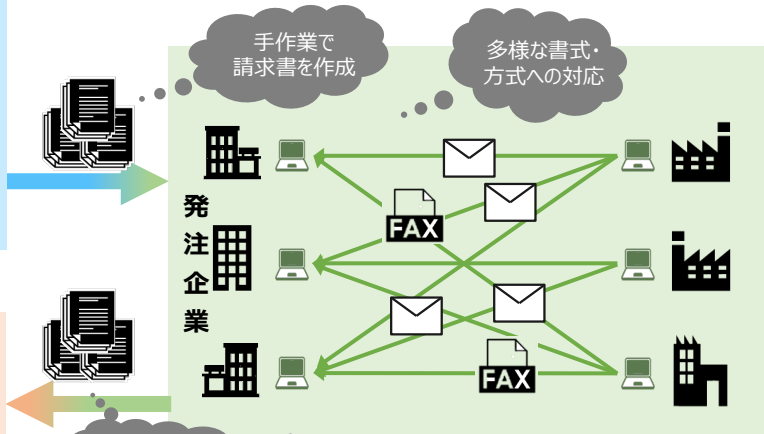 手作業で
請求書を作成
多様な書式・
方式への対応
発
注
企
業
FAX
FAX